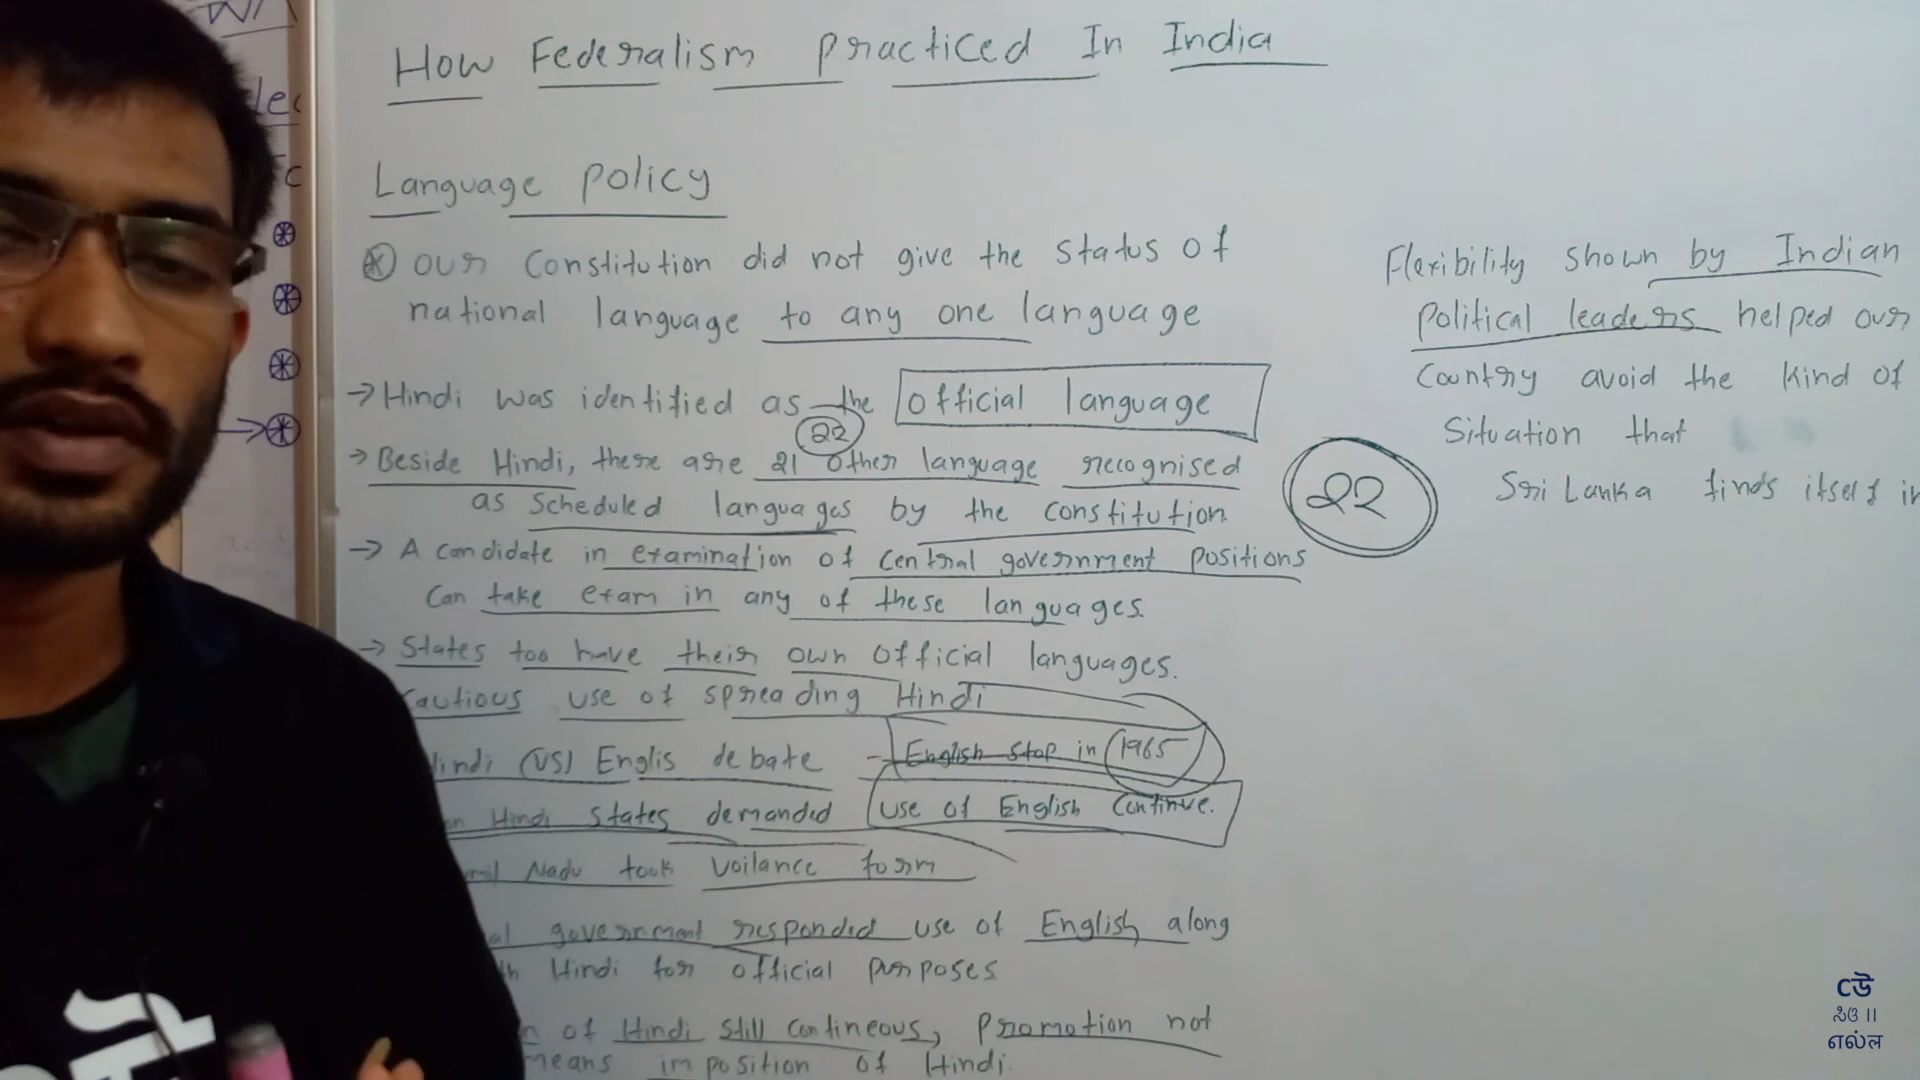 How Federalism Practiced In India
Language policy
our Constitution did not give the status of
national language to any one language
→ Hindi was identified as the official language
22
→ Beside Hindi, there are 21 other language recognised
as scheduled languages by the constitution
→ A candidate in examination of central government positions
can take exam in any of these languages.
→ States too have their own official languages.
cautious use of spreading Hindi
Hindi (VS) Englis debate - English stop in 1965
Hindi states demanded use of English Continue.
Nadu took voilance form
government responded use of English along
Hindi for official purposes
of Hindi still contineous, promotion not
means imposition of Hindi.
Flexibility shown by Indian
political leaders helped our
Country avoid the kind of
Situation that
Sri Lanka finds itself in
22